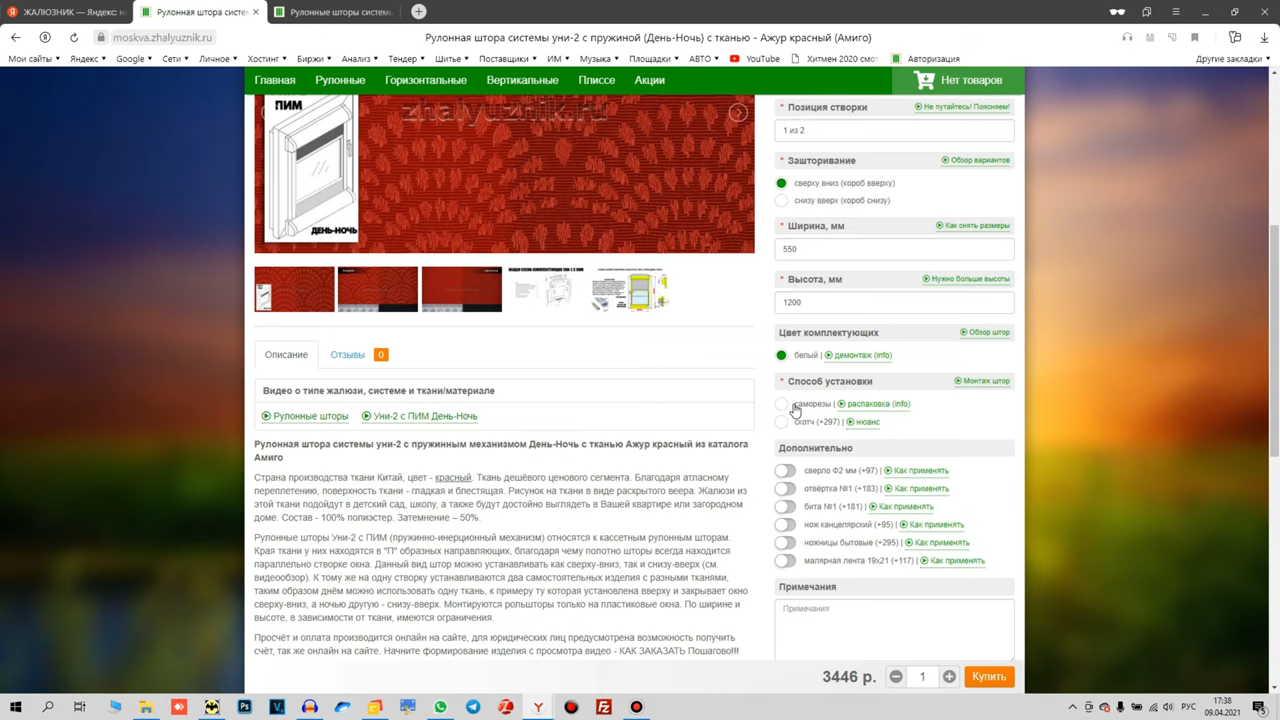 ЖАЛЮЗНИК — Яндекс: н
Рулонная штора систе
Рулонные шторы систем
moskva.zhalyuznik.ru
Рулонная штора системы уни-2 с пружиной (День-Ночь) с тканью - Ажур красный (Амиго)
Мои сайты
Яндекс
Google
Сети
Личное
Хостинг
Биржи
Анализ
Тендер
Шитье
Поставщики
ИМ
Музыка
Площадки
АВТО
YouTube
Хитмен 2020 смот
Авторизация
Другие закладки
Главная
Рулонные
Горизонтальные
Вертикальные
Плиссе
Акции
Нет товаров
ПИМ
zhalyuznik.ru
ДЕНЬ-НОЧЬ
* Позиция створки
Не путайтесь! Поясняем!
1 из 2
* Зашторивание
Обзор вариантов
сверху вниз (короб вверху)
снизу вверх (короб снизу)
* Ширина, мм
Как снять размеры
550
* Высота, мм
Нужно больше высоты
1200
Цвет комплектующих
Обзор штор
белый | демонтаж (info)
* Способ установки
Монтаж штор
саморезы | распаковка (info)
скотч (+297) | нюанс
Дополнительно
сверло Ф2 мм (+97) | Как применять
отвёртка №1 (+183) | Как применять
бита №1 (+181) | Как применять
нож канцелярский (+95) | Как применять
ножницы бытовые (+295) | Как применять
малярная лента 19x21 (+117) | Как применять
Примечания
Примечания
Описание
Отзывы 0
Видео о типе жалюзи, системе и ткани/материале
Рулонные шторы
Уни-2 с ПИМ День-Ночь
Рулонная штора системы уни-2 с пружинным механизмом День-Ночь с тканью Ажур красный из каталога
Амиго
Страна производства ткани Китай, цвет - красный. Ткань дешёвого ценового сегмента. Благодаря атласному
переплетению, поверхность ткани - гладкая и блестящая. Рисунок на ткани в виде раскрытого веера. Жалюзи из
этой ткани подойдут в детский сад, школу, а также будут достойно выглядеть в Вашей квартире или загородном
доме. Состав - 100% полиэстер. Затемнение – 50%.
Рулонные шторы Уни-2 с ПИМ (пружинно-инерционный механизм) относятся к кассетным рулонным шторам.
Края ткани у них находятся в "П" образных направляющих, благодаря чему полотно шторы всегда находится
параллельно створке окна. Данный вид штор можно устанавливать как сверху-вниз, так и снизу-вверх (см.
видеообзор). К тому же на одну створку устанавливаются два самостоятельных изделия с разными тканями,
таким образом днём можно использовать одну ткань, к примеру ту которая установлена вверху и закрывает окно
сверху-вниз, а ночью другую - снизу-вверх. Монтируются рольшторы только на пластиковые окна. По ширине и
высоте, в зависимости от ткани, имеются ограничения.
Просчёт и оплата производится онлайн на сайте, для юридических лиц предусмотрена возможность получить
счёт, так же онлайн на сайте. Начните формирование изделия с просмотра видео - КАК ЗАКАЗАТЬ Пошагово!!!
3446 р.
1
Купить
РУС
17:38
09.04.2021
5